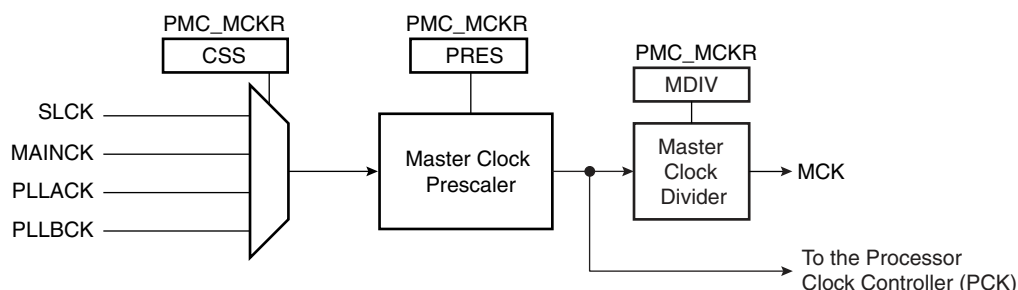 PMC_MCKR
CSS
PMC_MCKR
PRES
PMC_MCKR
MDIV
SLCK
MAINCK
PLLACK
PLLBCK
Master Clock
Prescaler
Master
Clock
Divider
MCK
To the Processor
Clock Controller (PCK)